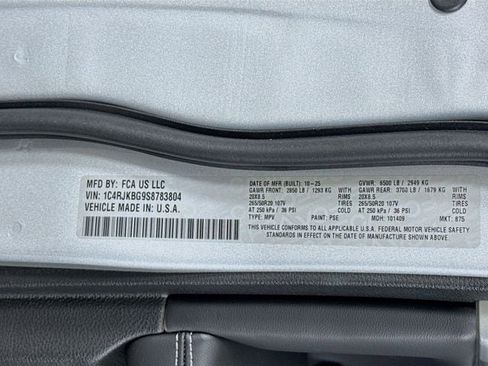 MFD BY: FCA US LLC
VIN: 1C4RJKBG9S8783804
VEHICLE MADE IN U.S.A.
DATE OF MFR (BUILT): 10-25 GVWR: 6500 LB / 2949 KG
GAWR FRONT: 2850 LB / 1293 KG GAWR REAR: 3700 LB / 1679 KG
20X8.5 RIMS 20X8.5 RIMS
265/50R20 107V TIRES 265/50R20 107V TIRES
AT 250 kPa / 36 PSI COLD AT 250 kPa / 36 PSI COLD
TYPE: MPV PAINT: PSE MDH: 101409 MKT: 875
THIS VEHICLE CONFORMS TO ALL APPLICABLE U.S.A. FEDERAL MOTOR VEHICLE SAFETY, BUMPER, AND
THEFT PREVENTION STANDARDS IN EFFECT ON THE DATE OF MANUFACTURE SHOWN ABOVE